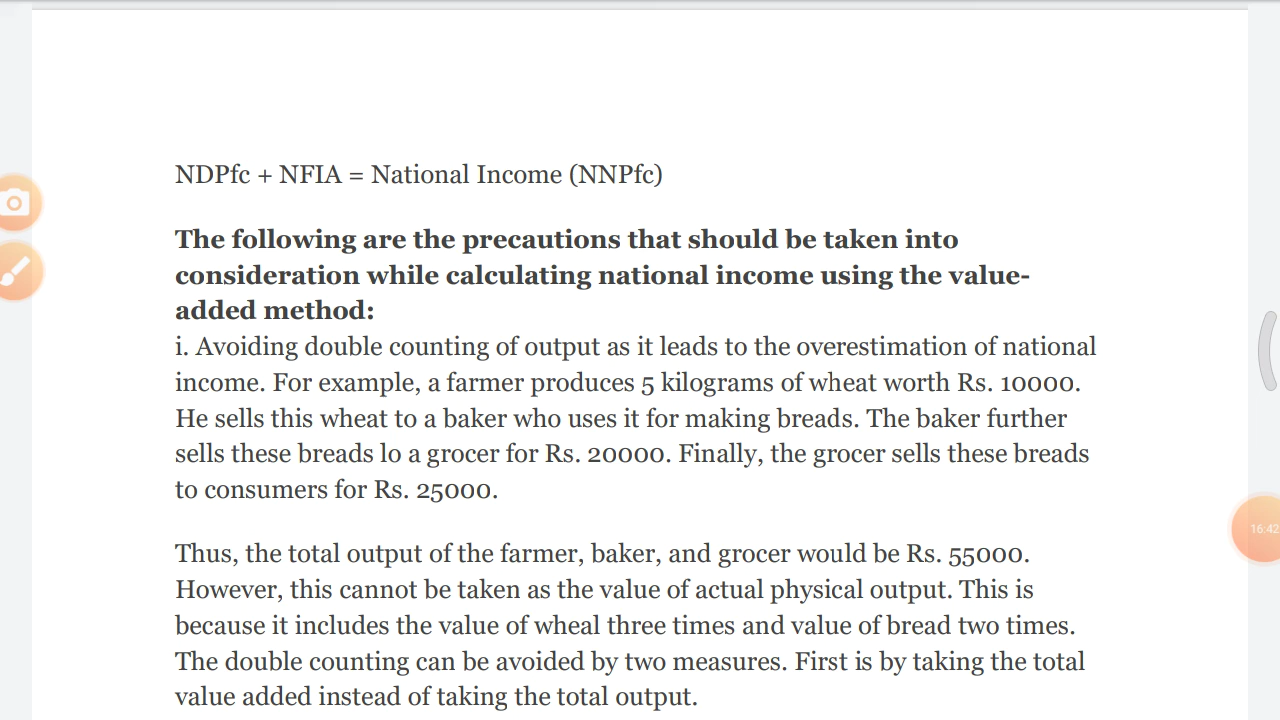 NDPfc + NFIA = National Income (NNPfc)
The following are the precautions that should be taken into
consideration while calculating national income using the value-
added method:
i. Avoiding double counting of output as it leads to the overestimation of national
income. For example, a farmer produces 5 kilograms of wheat worth Rs. 10000.
He sells this wheat to a baker who uses it for making breads. The baker further
sells these breads lo a grocer for Rs. 20000. Finally, the grocer sells these breads
to consumers for Rs. 25000.
16:42
Thus, the total output of the farmer, baker, and grocer would be Rs. 55000.
However, this cannot be taken as the value of actual physical output. This is
because it includes the value of wheal three times and value of bread two times.
The double counting can be avoided by two measures. First is by taking the total
value added instead of taking the total output.